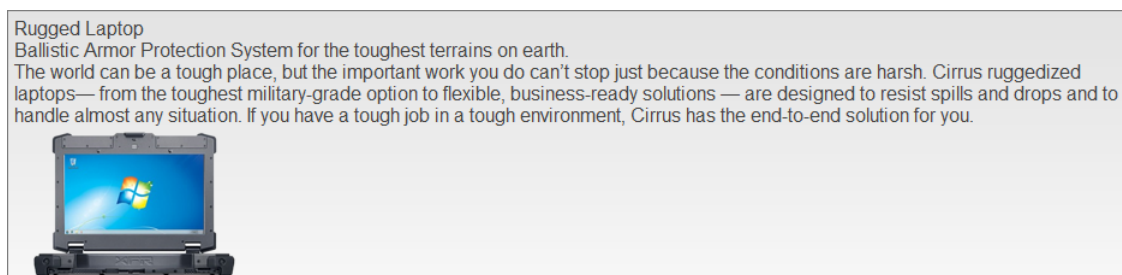 Rugged Laptop
Ballistic Armor Protection System for the toughest terrains on earth.
The world can be a tough place, but the important work you do can’t stop just because the conditions are harsh. Cirrus ruggedized
laptops— from the toughest military-grade option to flexible, business-ready solutions — are designed to resist spills and drops and to
handle almost any situation. If you have a tough job in a tough environment, Cirrus has the end-to-end solution for you.
XFR